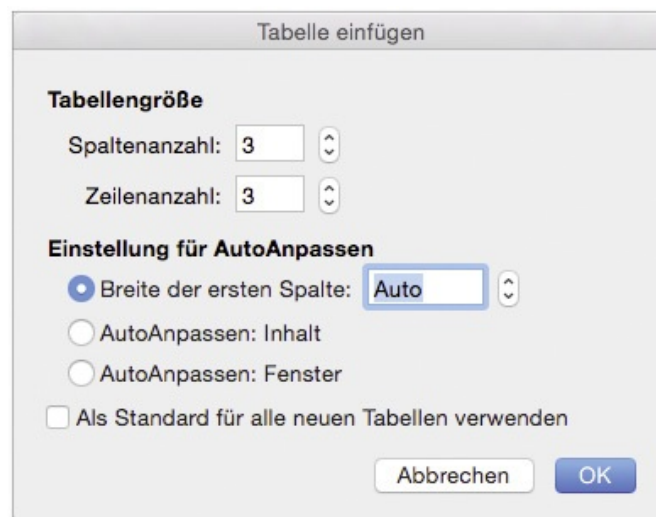 Tabelle einfügen
Tabellengröße
Spaltenanzahl: 3
Zeilenanzahl: 3
Einstellung für AutoAnpassen
Breite der ersten Spalte: Auto
AutoAnpassen: Inhalt
AutoAnpassen: Fenster
Als Standard für alle neuen Tabellen verwenden
Abbrechen OK